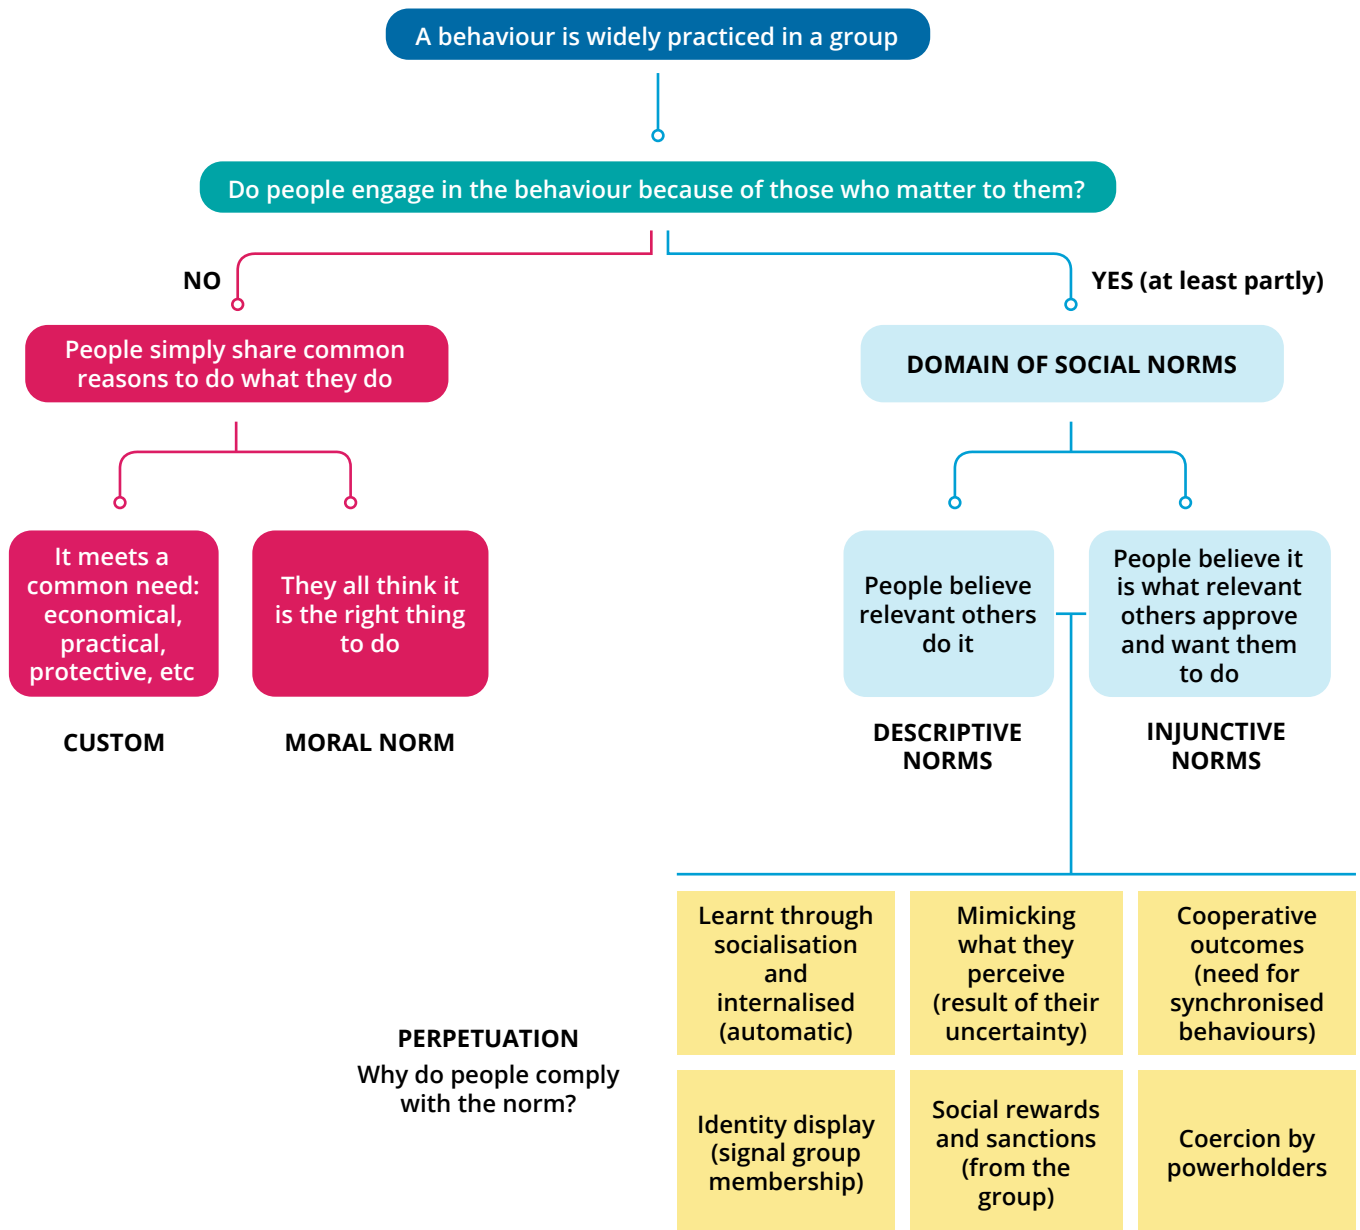 A behaviour is widely practiced in a group
Do people engage in the behaviour because of those who matter to them?
NO
YES (at least partly)
People simply share common
reasons to do what they do
DOMAIN OF SOCIAL NORMS
It meets a
common need:
economical,
practical,
protective, etc
CUSTOM
They all think it
is the right thing
to do
MORAL NORM
People believe
relevant others
do it
DESCRIPTIVE
NORMS
People believe it
is what relevant
others approve
and want them
to do
INJUNCTIVE
NORMS
PERPETUATION
Why do people comply
with the norm?
Learnt through
socialisation
and
internalised
(automatic)
Mimicking
what they
perceive
(result of their
uncertainty)
Cooperative
outcomes
(need for
synchronised
behaviours)
Identity display
(signal group
membership)
Social rewards
and sanctions
(from the
group)
Coercion by
powerholders